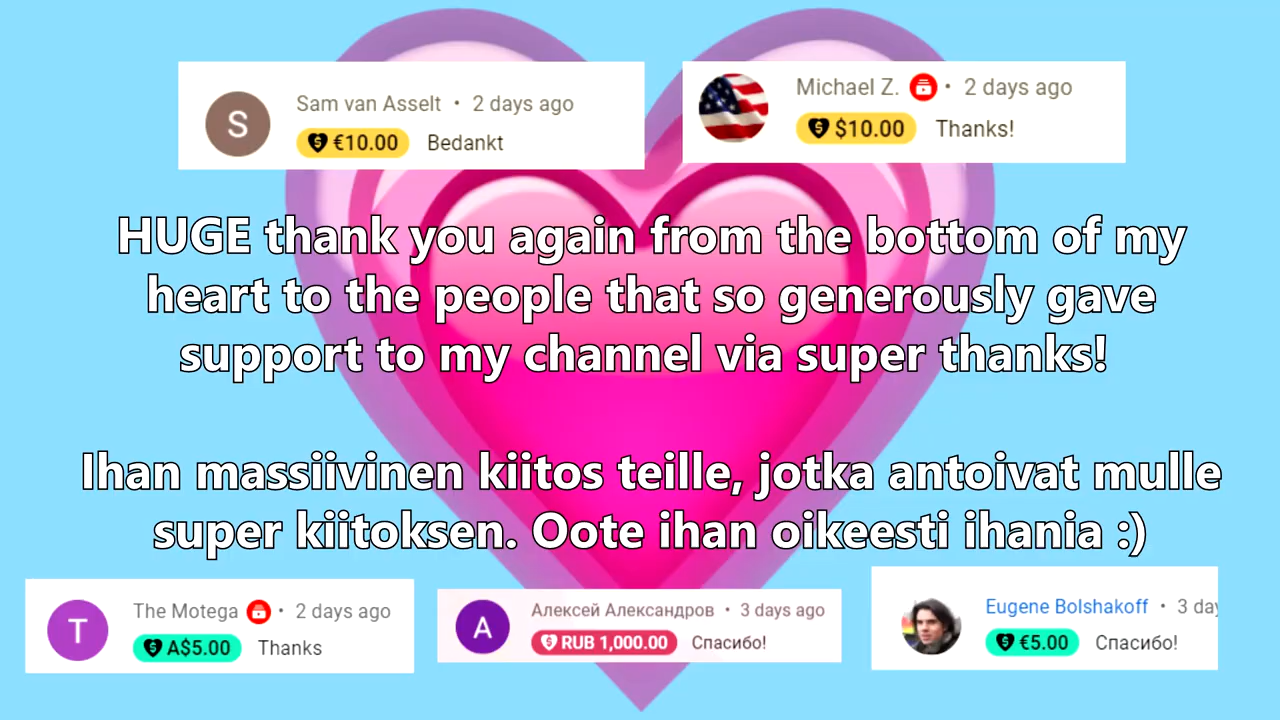 S
Sam van Asselt • 2 days ago
€10.00 Bedankt
Michael Z. • 2 days ago
$10.00 Thanks!
HUGE thank you again from the bottom of my
heart to the people that so generously gave
support to my channel via super thanks!
Ihan massiivinen kiitos teille, jotka antoivat mulle
super kiitoksen. Oote ihan oikeesti ihania :)
T
The Motega • 2 days ago
A$5.00 Thanks
А
Алексей Александров • 3 days ago
RUB 1,000.00 Спасибо!
Eugene Bolshakoff • 3 day
€5.00 Спасибо!